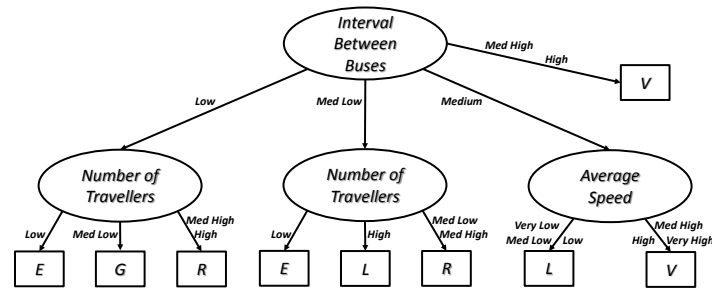 Interval
Between
Buses
Med High
High
V
Low
Med Low
Medium
Number of
Travellers
Number of
Travellers
Average
Speed
Low
Med Low
Med High
High
Low
High
Med Low
Med High
Very Low
Med Low
Low
Med High
High
Very High
E
G
R
E
L
R
L
V